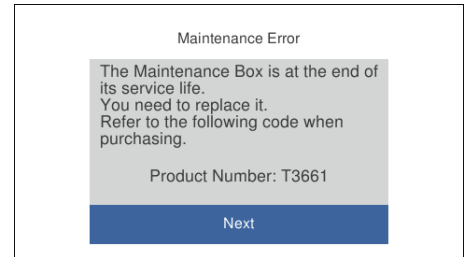 Maintenance Error
The Maintenance Box is at the end of
its service life.
You need to replace it.
Refer to the following code when
purchasing.
Product Number: T3661
Next